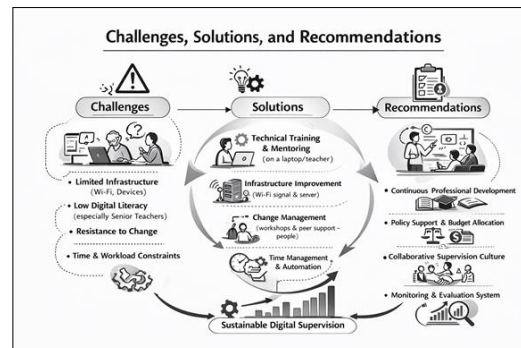 Challenges, Solutions, and Recommendations
Challenges
Solutions
Recommendations
• Limited Infrastructure
(Wi-Fi, Devices)
• Low Digital Literacy
(especially Senior Teachers)
• Resistance to Change
• Time & Workload Constraints
Technical Training
& Mentoring
(on a laptop/teacher)
Infrastructure Improvement
(Wi-Fi signal & server)
Change Management
(workshops & peer support –
people)
Time Management
& Automation
• Continuous Professional Development
• Policy Support & Budget Allocation
• Collaborative Supervision Culture
• Monitoring & Evaluation System
Sustainable Digital Supervision